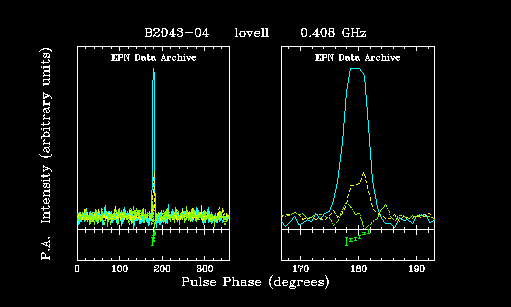 B2043-04 lovell 0.408 GHz
EPN Data Archive EPN Data Archive
P.A. Intensity (arbitrary units)
0 100 200 300 170 180 190
Pulse Phase (degrees)